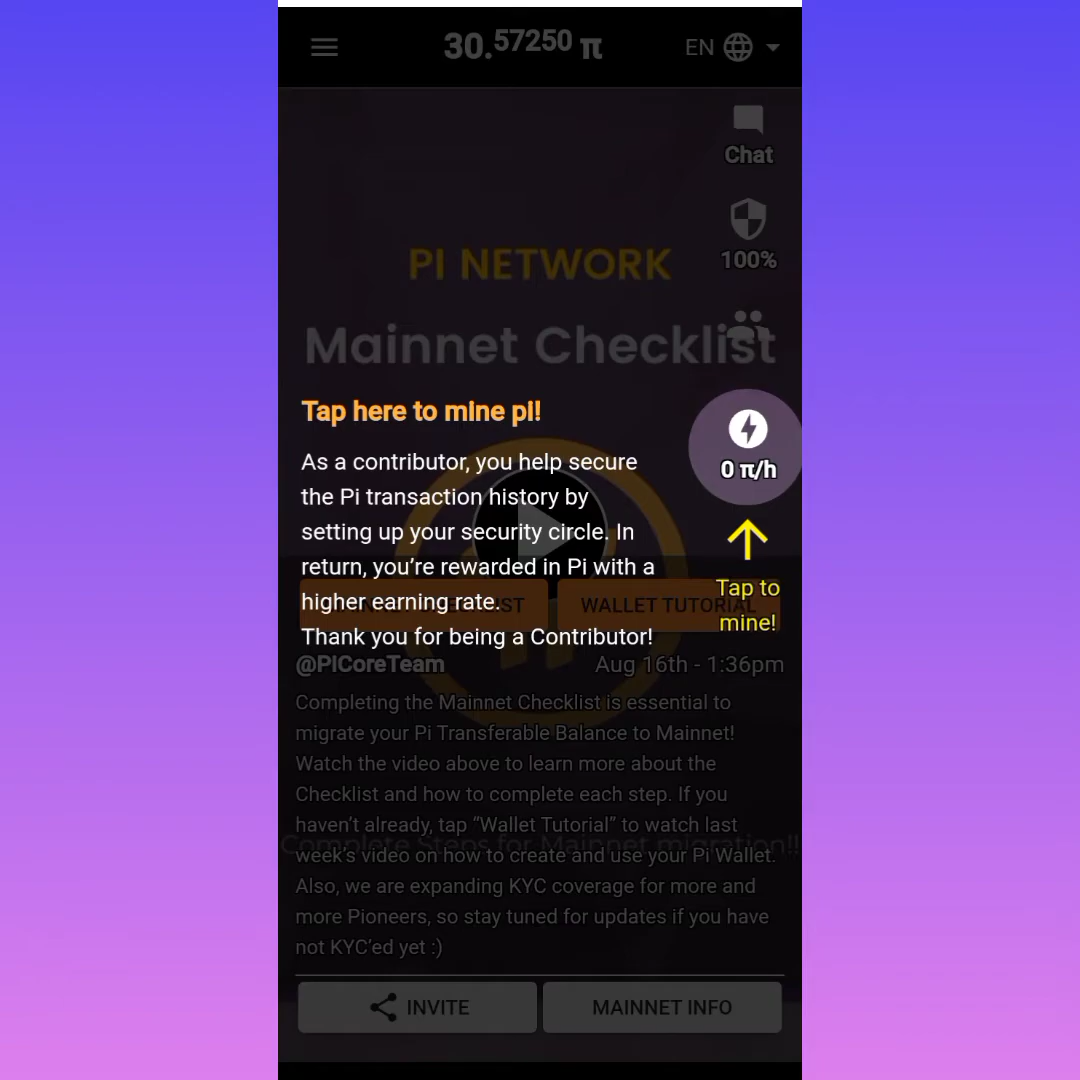 30.57250 π
EN
Chat
100%
PI NETWORK
Mainnet Checklist
Tap here to mine pi!
As a contributor, you help secure
the Pi transaction history by
setting up your security circle. In
return, you’re rewarded in Pi with a
higher earning rate.
Thank you for being a Contributor!
0 π/h
Tap to
mine!
WALLET TUTORIAL
@PiCoreTeam
Aug 16th - 1:36pm
Completing the Mainnet Checklist is essential to
migrate your Pi Transferable Balance to Mainnet!
Watch the video above to learn more about the
Checklist and how to complete each step. If you
haven’t already, tap “Wallet Tutorial” to watch last
Complete Steps for Mainnet migration!!
week’s video on how to create and use your Pi Wallet.
Also, we are expanding KYC coverage for more and
more Pioneers, so stay tuned for updates if you have
not KYC’ed yet :)
INVITE
MAINNET INFO